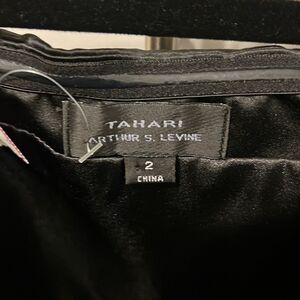 TAHARI
ARTHUR S. LEVINE
2
CHINA